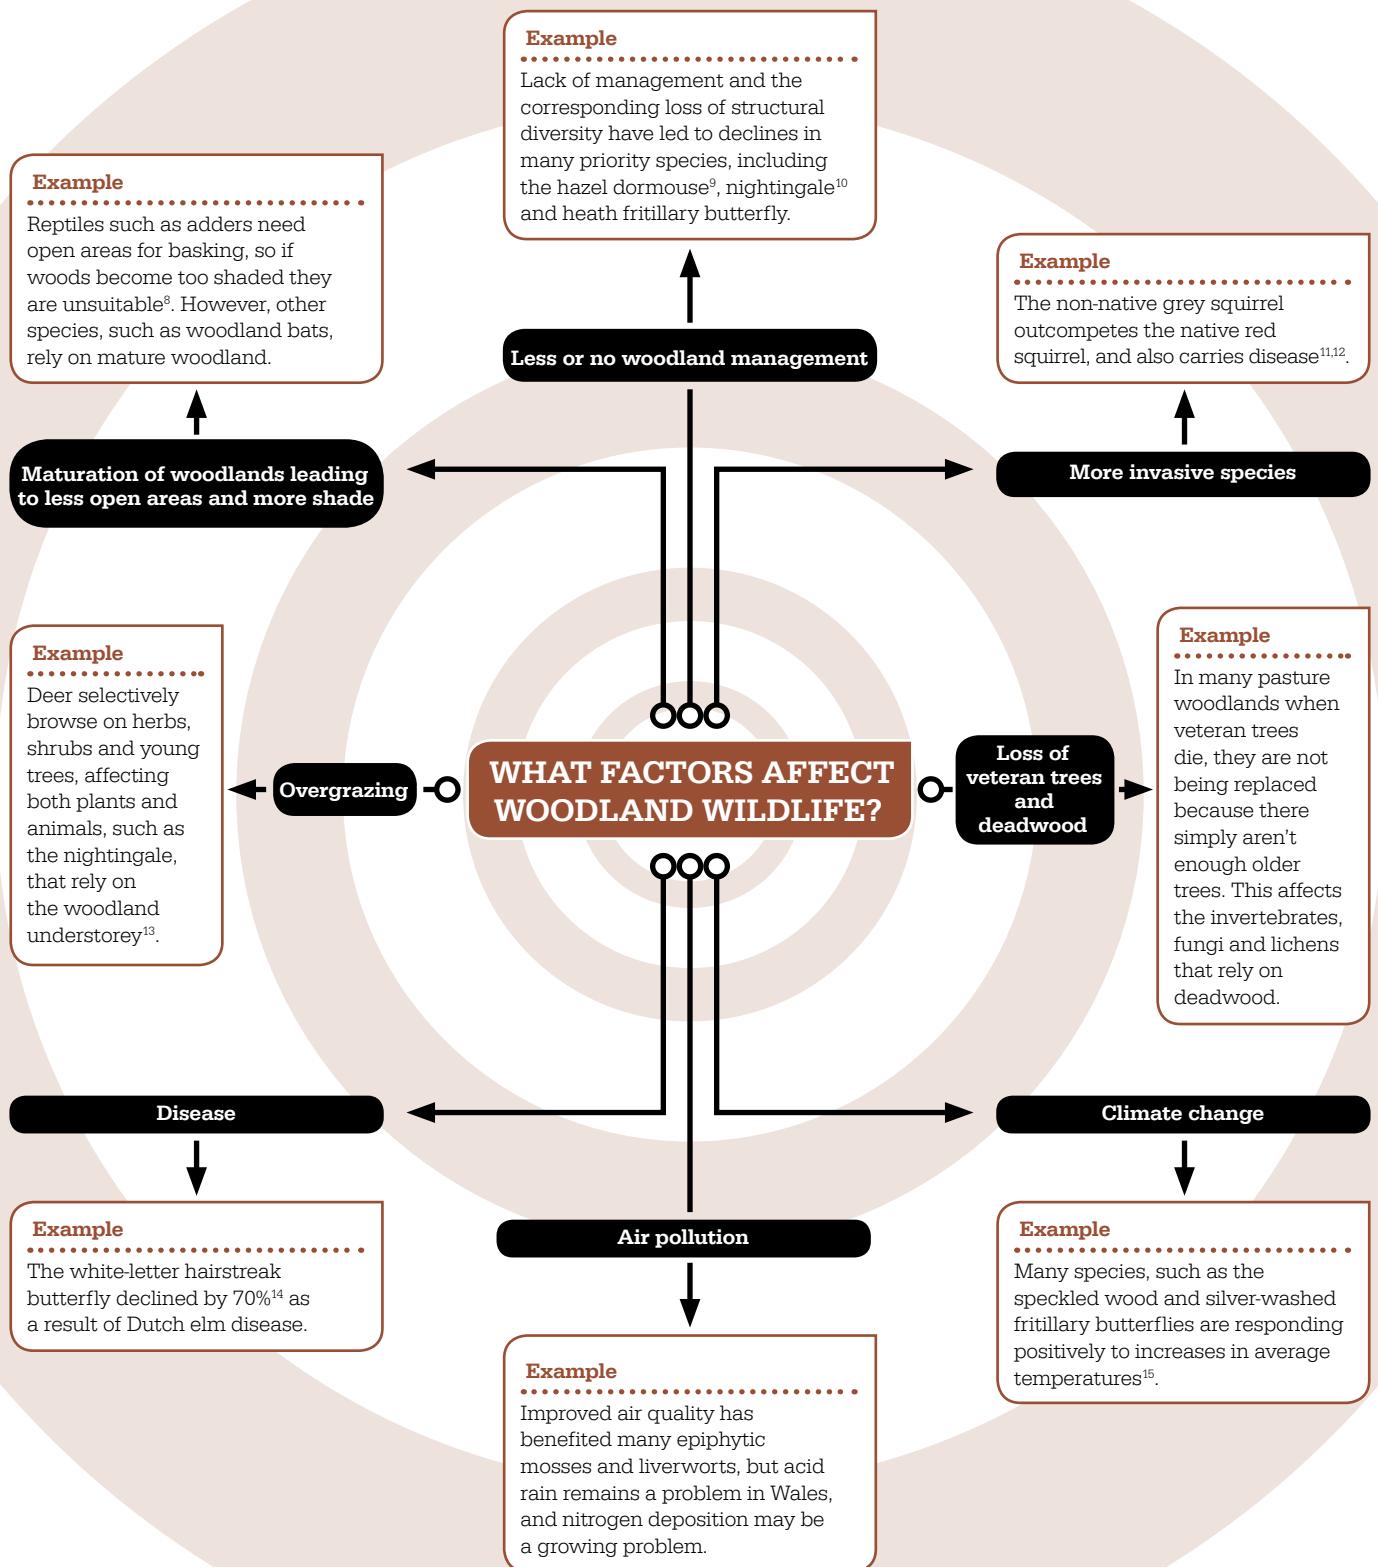 Example
Lack of management and the
corresponding loss of structural
diversity have led to declines in
many priority species, including
the hazel dormouse⁹, nightingale¹⁰
and heath fritillary butterfly.
Less or no woodland management
Example
Reptiles such as adders need
open areas for basking, so if
woods become too shaded they
are unsuitable⁸. However, other
species, such as woodland bats,
rely on mature woodland.
Maturation of woodlands leading
to less open areas and more shade
Example
The non-native grey squirrel
outcompetes the native red
squirrel, and also carries disease¹¹,¹².
More invasive species
Example
Deer selectively
browse on herbs,
shrubs and young
trees, affecting
both plants and
animals, such as
the nightingale,
that rely on
the woodland
understorey¹³.
Overgrazing
WHAT FACTORS AFFECT
WOODLAND WILDLIFE?
Loss of
veteran trees
and
deadwood
Example
In many pasture
woodlands when
veteran trees
die, they are not
being replaced
because there
simply aren't
enough older
trees. This affects
the invertebrates,
fungi and lichens
that rely on
deadwood.
Disease
Example
The white-letter hairstreak
butterfly declined by 70%¹⁴ as
a result of Dutch elm disease.
Air pollution
Example
Improved air quality has
benefited many epiphytic
mosses and liverworts, but acid
rain remains a problem in Wales,
and nitrogen deposition may be
a growing problem.
Climate change
Example
Many species, such as the
speckled wood and silver-washed
fritillary butterflies are responding
positively to increases in average
temperatures¹⁵.